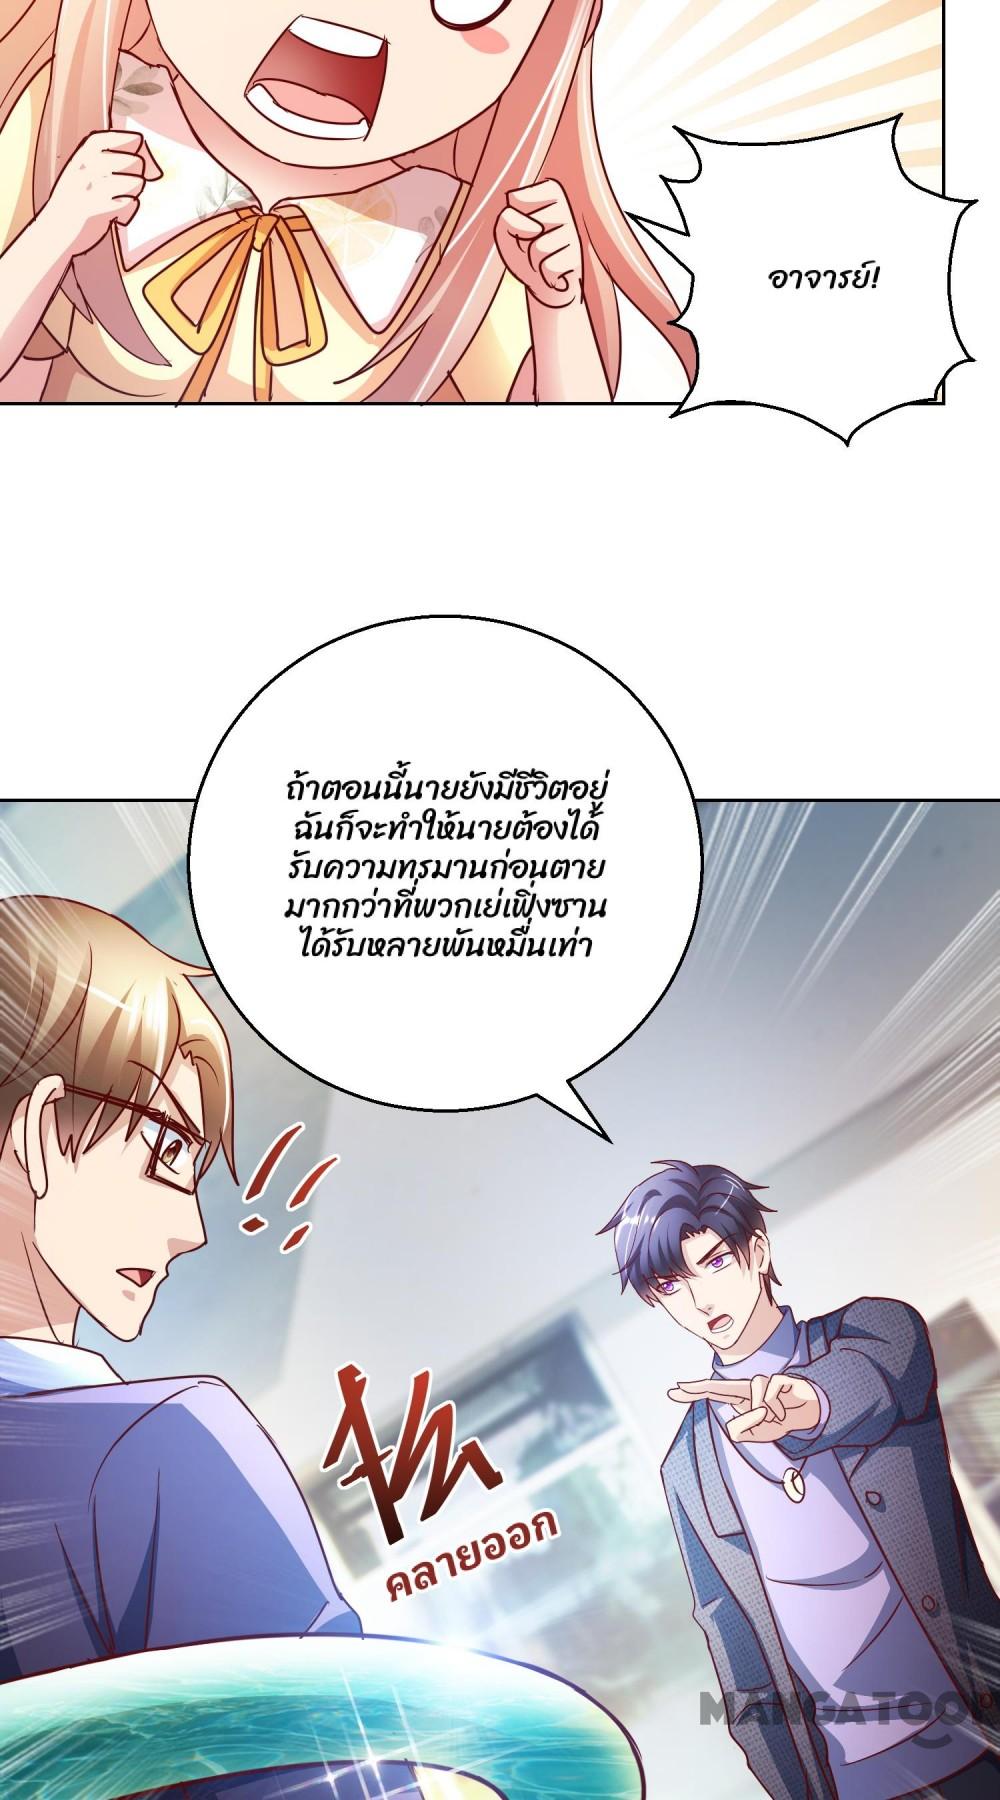 อาจารย์!
ถ้าตอนนี้นายยังมีชีวิตอยู่
ฉันก็จะทำให้นายต้องได้
รับความทรมานก่อนตาย
มากกว่าที่พวกเย่เฟิ่งซาน
ได้รับหลายพันหมื่นเท่า
คลายออก
MANGATOON